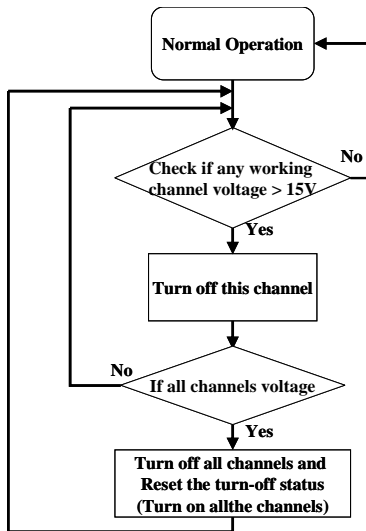 Normal Operation
Check if any working
No
channel voltage > 15V
Yes
Turn off this channel
No
If all channels voltage
Yes
Turn off all channels and
Reset the turn-off status
(Turn on allthe channels)